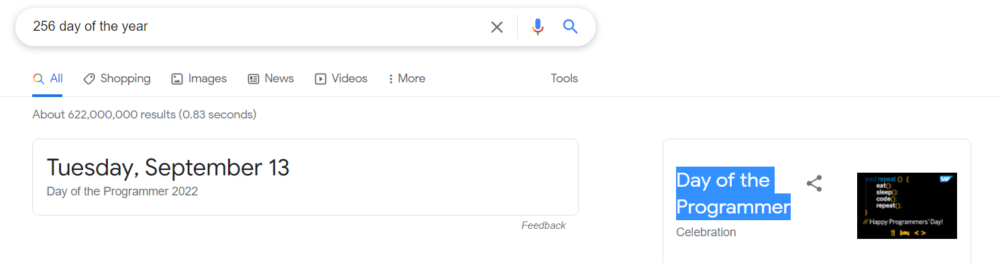 256 day of the year
All Shopping Images News Videos More Tools
About 622,000,000 results (0.83 seconds)
Tuesday, September 13
Day of the Programmer 2022
Feedback
Day of the
Programmer
Celebration
void repeat () {
SAP
eat();
sleep();
code();
repeat();
}
// Happy Programmers' Day!
< >